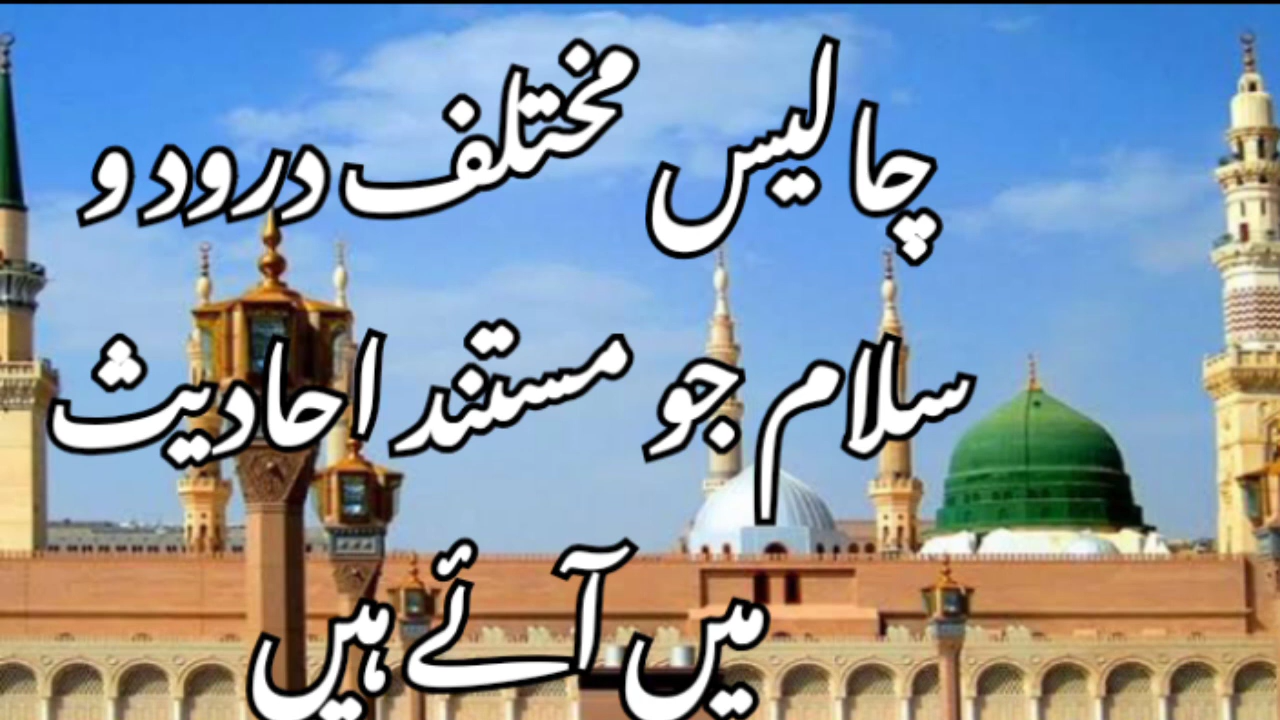 چالیس مختلف درود و
سلام جو مستند احادیث
میں آئے ہیں